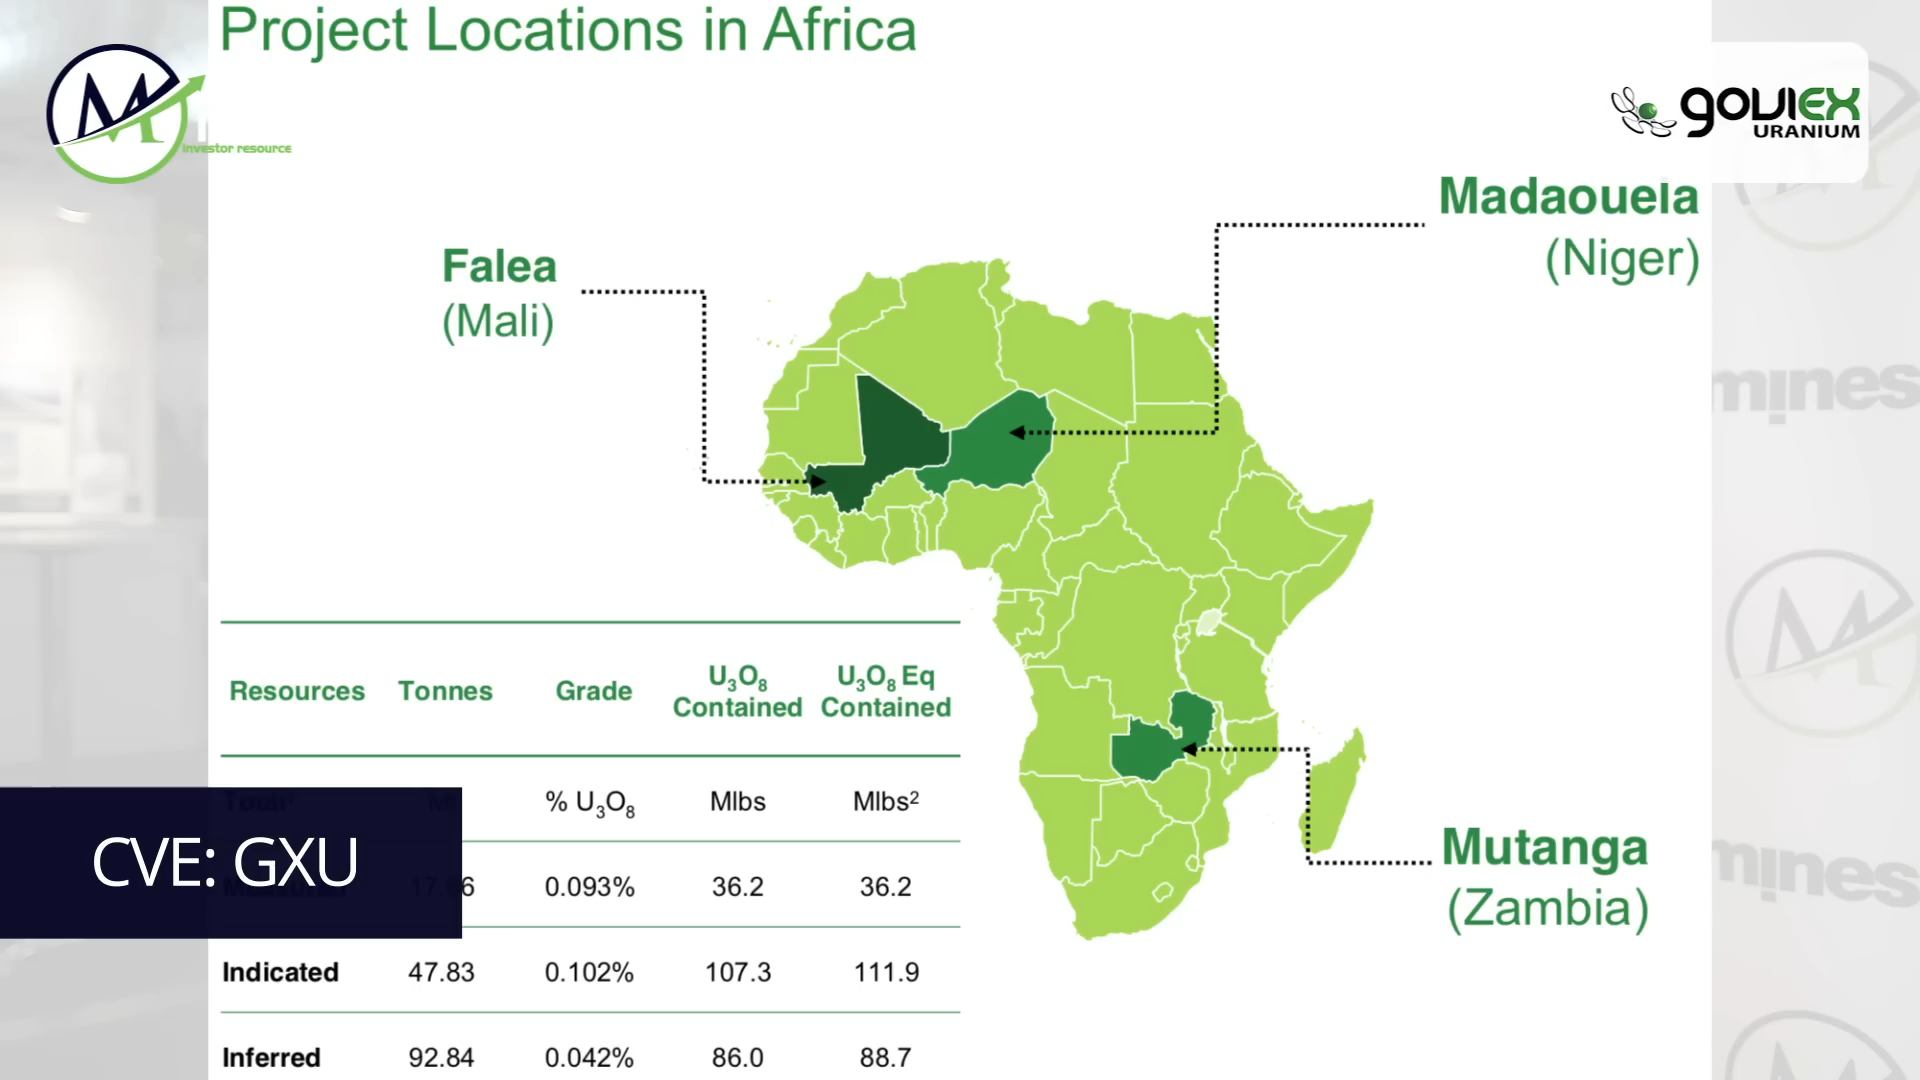 Project Locations in Africa
M
investor resource
goviex
URANIUM
Madaouela
(Niger)
Falea
(Mali)
mines
Resources Tonnes Grade U₃O₈ Contained U₃O₈ Eq Contained
% U₃O₈ Mlbs Mlbs²
0.093% 36.2 36.2
CVE: GXU
Indicated 47.83 0.102% 107.3 111.9
Inferred 92.84 0.042% 86.0 88.7
Mutanga
(Zambia)
mines